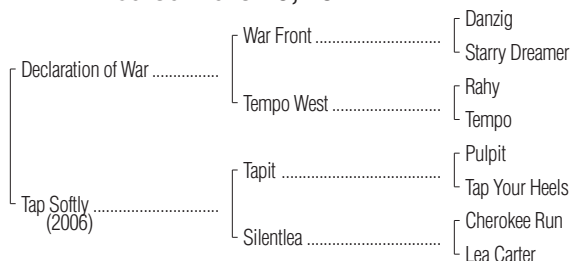 Danzig
War Front ........................
Starry Dreamer
Declaration of War ...............
Rahy
Tempo West ......................
Tempo
Pulpit
Tapit ................................
Tap Your Heels
Tap Softly .........................
(2006)
Cherokee Run
Silentlea ...........................
Lea Carter